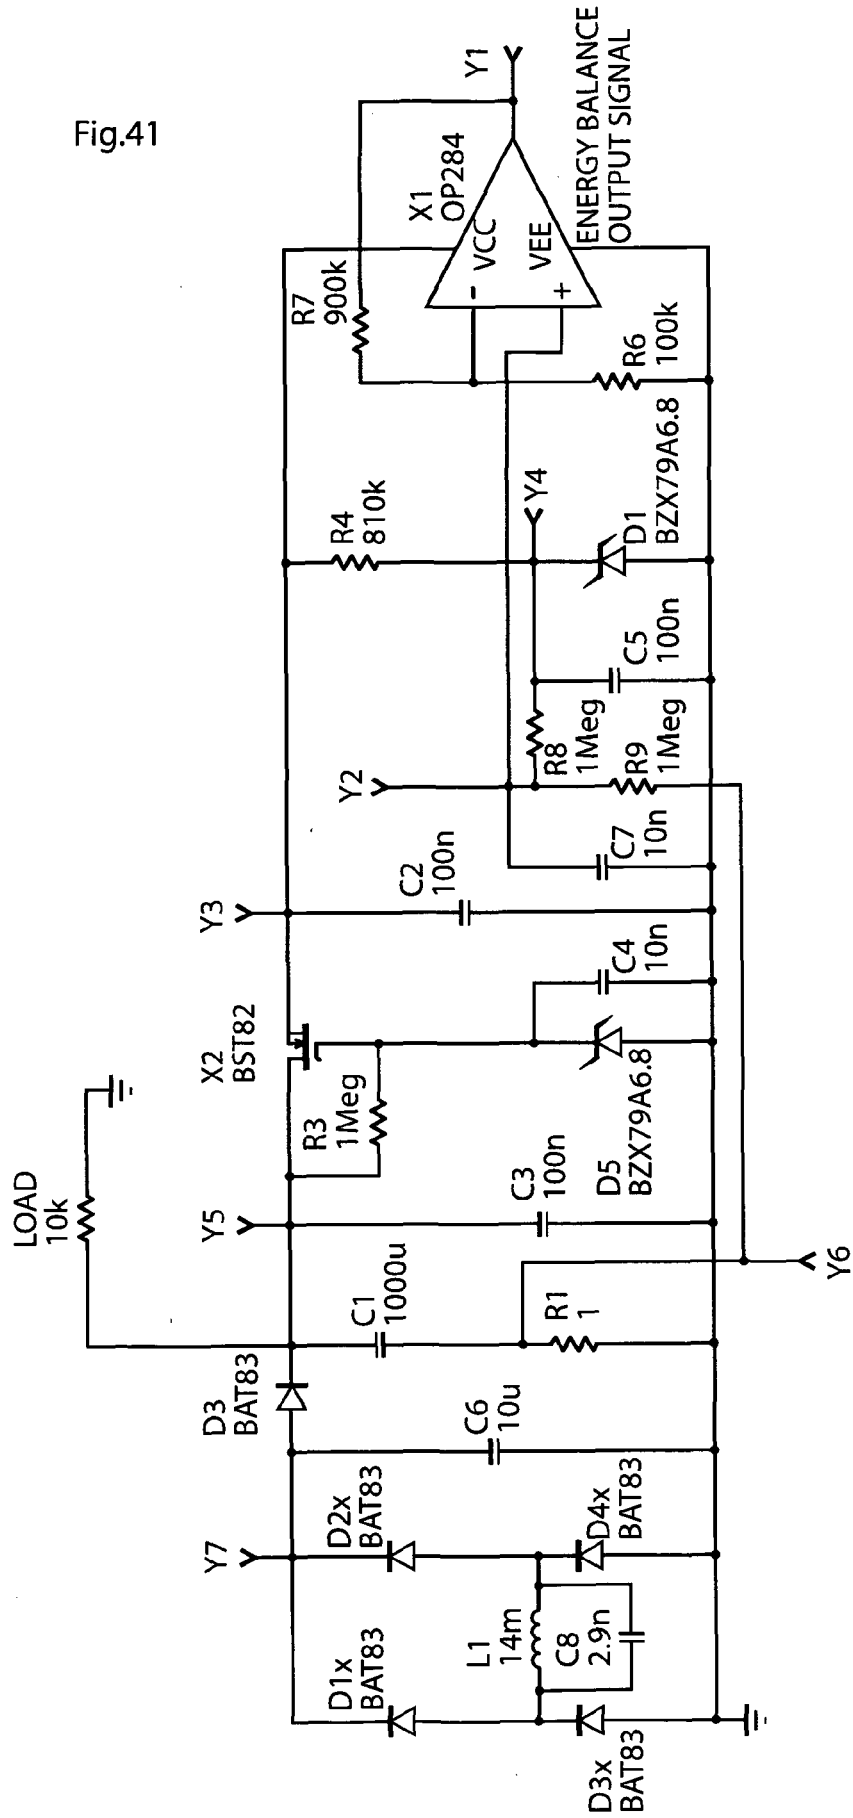 Fig.41
LOAD
10k
Y7
D3
BAT83
Y5
X2
BST82
Y3
R7
900k
Y1
X1
OP284
VCC
VEE
-
+
ENERGY BALANCE
OUTPUT SIGNAL
D1x
BAT83
D2x
BAT83
C1
1000u
R3
1Meg
C2
100n
Y2
R4
810k
Y4
L1
14m
C8
2.9n
C6
10u
R1
1
C3
100n
D5
BZX79A6.8
C4
10n
C7
10n
R8
1Meg
R9
1Meg
C5
100n
D1
BZX79A6.8
R6
100k
D3x
BAT83
D4x
BAT83
Y6